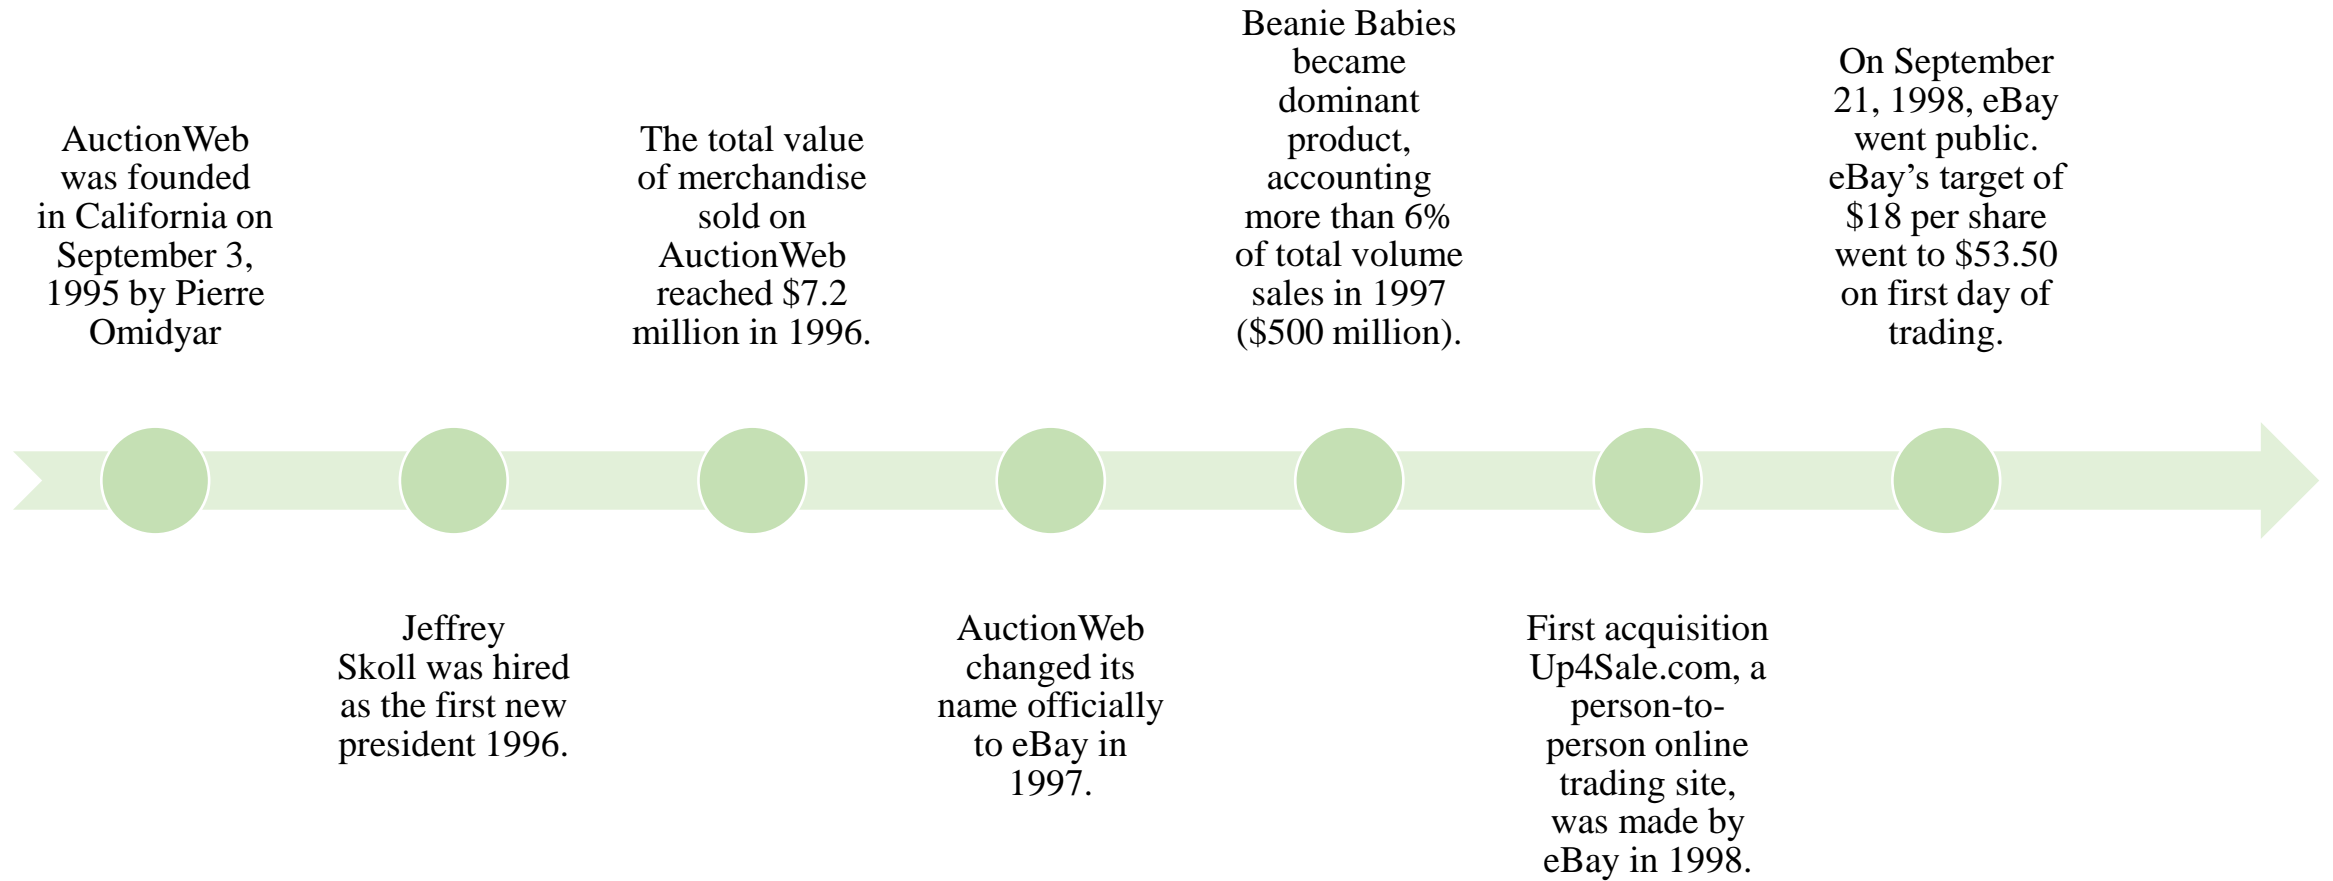 AuctionWeb
was founded
in California on
September 3,
1995 by Pierre
Omidyar
Jeffrey
Skoll was hired
as the first new
president 1996.
The total value
of merchandise
sold on
AuctionWeb
reached $7.2
million in 1996.
AuctionWeb
changed its
name officially
to eBay in
1997.
Beanie Babies
became
dominant
product,
accounting
more than 6%
of total volume
sales in 1997
($500 million).
First acquisition
Up4Sale.com, a
person-to-
person online
trading site,
was made by
eBay in 1998.
On September
21, 1998, eBay
went public.
eBay’s target of
$18 per share
went to $53.50
on first day of
trading.